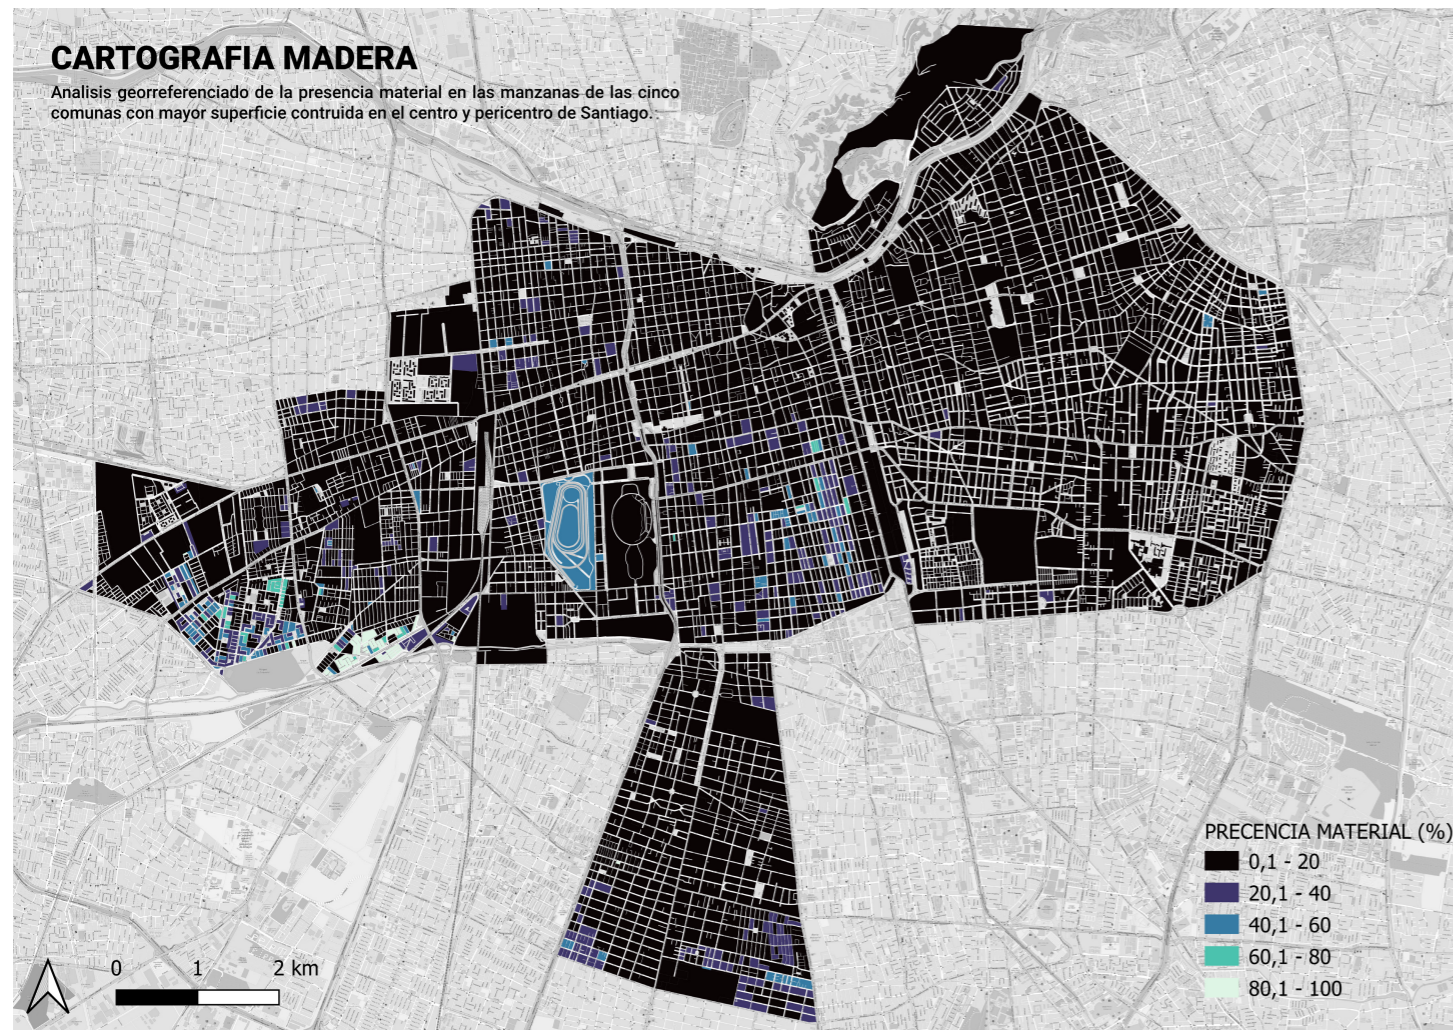 CARTOGRAFIA MADERA
Analisis georreferenciado de la presencia material en las manzanas de las cinco
comunas con mayor superficie contruida en el centro y pericentro de Santiago.
PRECENCIA MATERIAL (%)
0,1 - 20
20,1 - 40
40,1 - 60
60,1 - 80
80,1 - 100
0 1 2 km